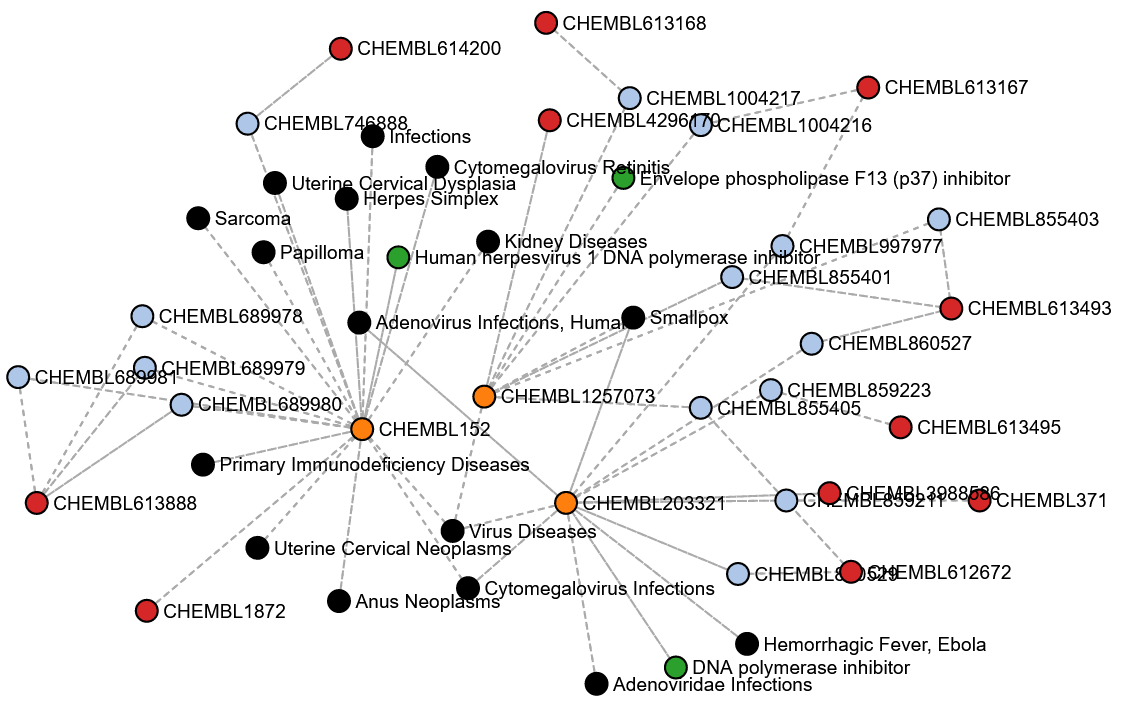 CHEMBL613168
CHEMBL614200
CHEMBL613167
CHEMBL1004217
CHEMBL4296170
CHEMBL746888
CHEMBL1004216
Infections
Cytomegalovirus Retinitis
Envelope phospholipase F13 (p37) inhibitor
Uterine Cervical Dysplasia
Herpes Simplex
Sarcoma
CHEMBL855403
Kidney Diseases
CHEMBL997977
Papilloma
Human herpesvirus 1 DNA polymerase inhibitor
CHEMBL855401
CHEMBL613493
CHEMBL689978
Smallpox
Adenovirus Infections, Human
CHEMBL860527
CHEMBL689979
CHEMBL689981
CHEMBL859223
CHEMBL1257073
CHEMBL689980
CHEMBL855405
CHEMBL613495
CHEMBL152
Primary Immunodeficiency Diseases
CHEMBL3988586
CHEMBL859211
CHEMBL371
CHEMBL613888
CHEMBL203321
Virus Diseases
Uterine Cervical Neoplasms
CHEMBL612672
Cytomegalovirus Infections
Anus Neoplasms
CHEMBL1872
Hemorrhagic Fever, Ebola
DNA polymerase inhibitor
Adenoviridae Infections